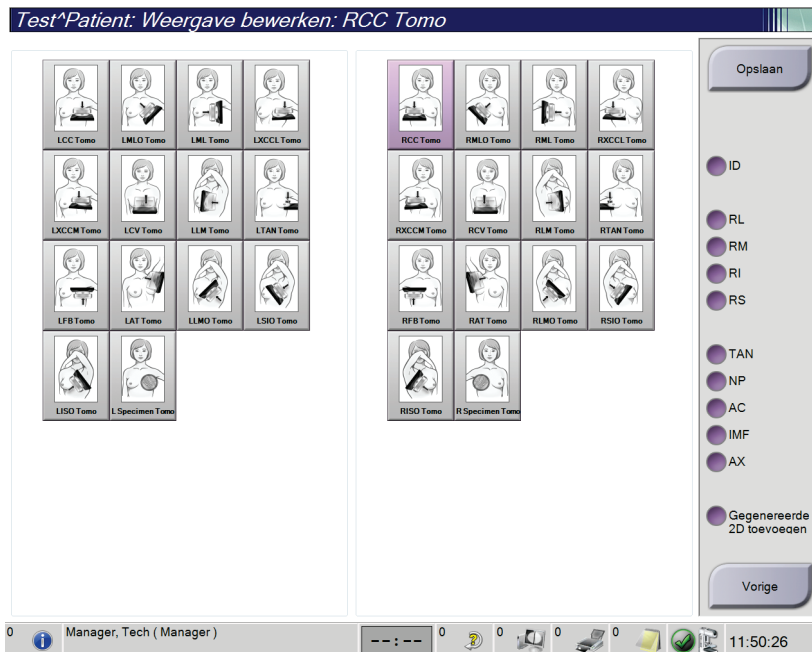 Test^Patient: Weergave bewerken: RCC Tomo
LCC Tomo
LMLO Tomo
LML Tomo
LXCCL Tomo
LXCCM Tomo
LCV Tomo
LLM Tomo
LTAN Tomo
LFB Tomo
LAT Tomo
LLMO Tomo
LSIO Tomo
LISO Tomo
L Specimen Tomo
RCC Tomo
RMLO Tomo
RML Tomo
RXCCL Tomo
RXCCM Tomo
RCV Tomo
RLM Tomo
RTAN Tomo
RFB Tomo
RAT Tomo
RLMO Tomo
RSIO Tomo
RISO Tomo
R Specimen Tomo
Opslaan
ID
RL
RM
RI
RS
TAN
NP
AC
IMF
AX
Gegenereerde
2D toevoegen
Vorige
0
Manager, Tech ( Manager )
--:--
0
0
0
0
11:50:26